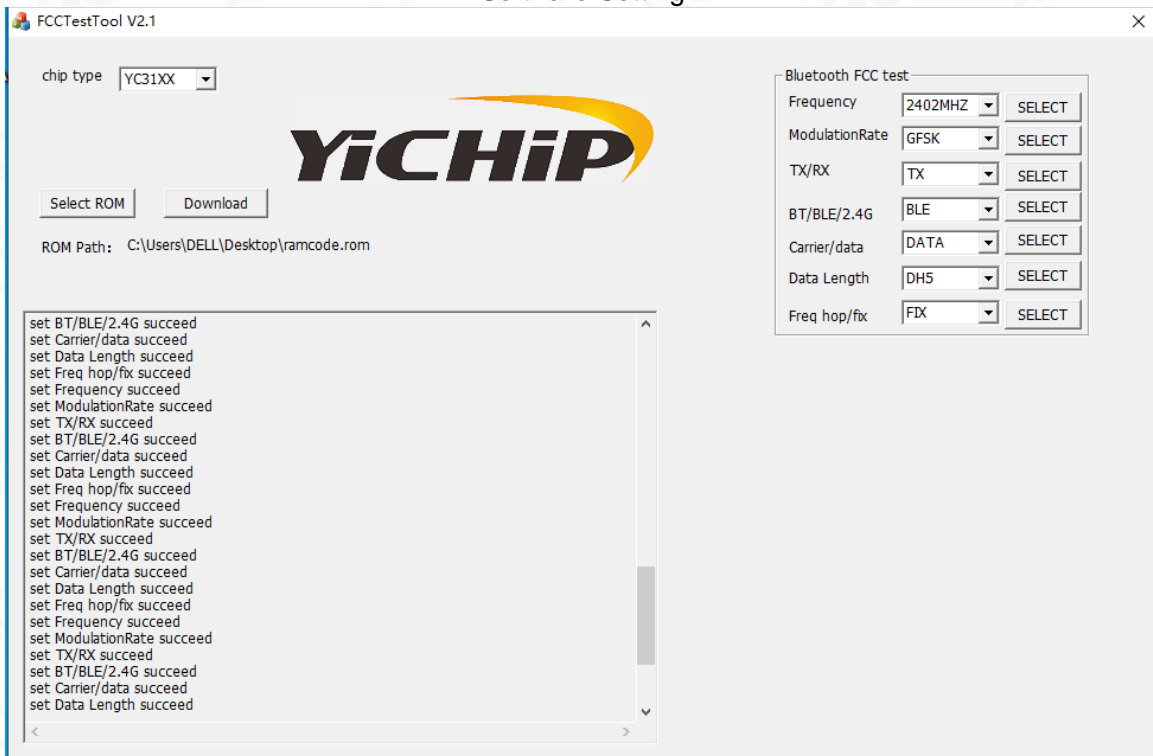 FCCTestTool V2.1
chip type YC31XX
YiCHiP
Select ROM Download
ROM Path: C:\Users\DELL\Desktop\ramcode.rom
set BT/BLE/2.4G succeed
set Carrier/data succeed
set Data Length succeed
set Freq hop/fix succeed
set Frequency succeed
set ModulationRate succeed
set TX/RX succeed
set BT/BLE/2.4G succeed
set Carrier/data succeed
set Data Length succeed
set Freq hop/fix succeed
set Frequency succeed
set ModulationRate succeed
set TX/RX succeed
set BT/BLE/2.4G succeed
set Carrier/data succeed
set Data Length succeed
set Freq hop/fix succeed
set Frequency succeed
set ModulationRate succeed
set TX/RX succeed
set BT/BLE/2.4G succeed
set Carrier/data succeed
set Data Length succeed
Bluetooth FCC test
Frequency 2402MHZ SELECT
ModulationRate GFSK SELECT
TX/RX TX SELECT
BT/BLE/2.4G BLE SELECT
Carrier/data DATA SELECT
Data Length DH5 SELECT
Freq hop/fix FIX SELECT